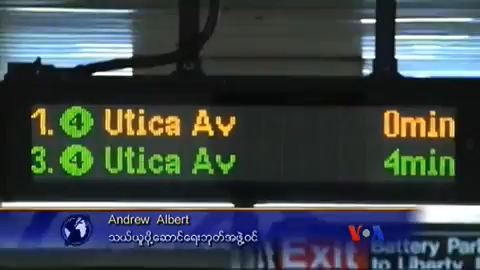 1. 4 Utica Av 0min
3. 4 Utica Av 4min
Andrew Albert
သယ်ယူပို့ဆောင်ရေးဘုတ်အဖွဲ့ဝင်
VOA
Exit Battery Par
to Liberty